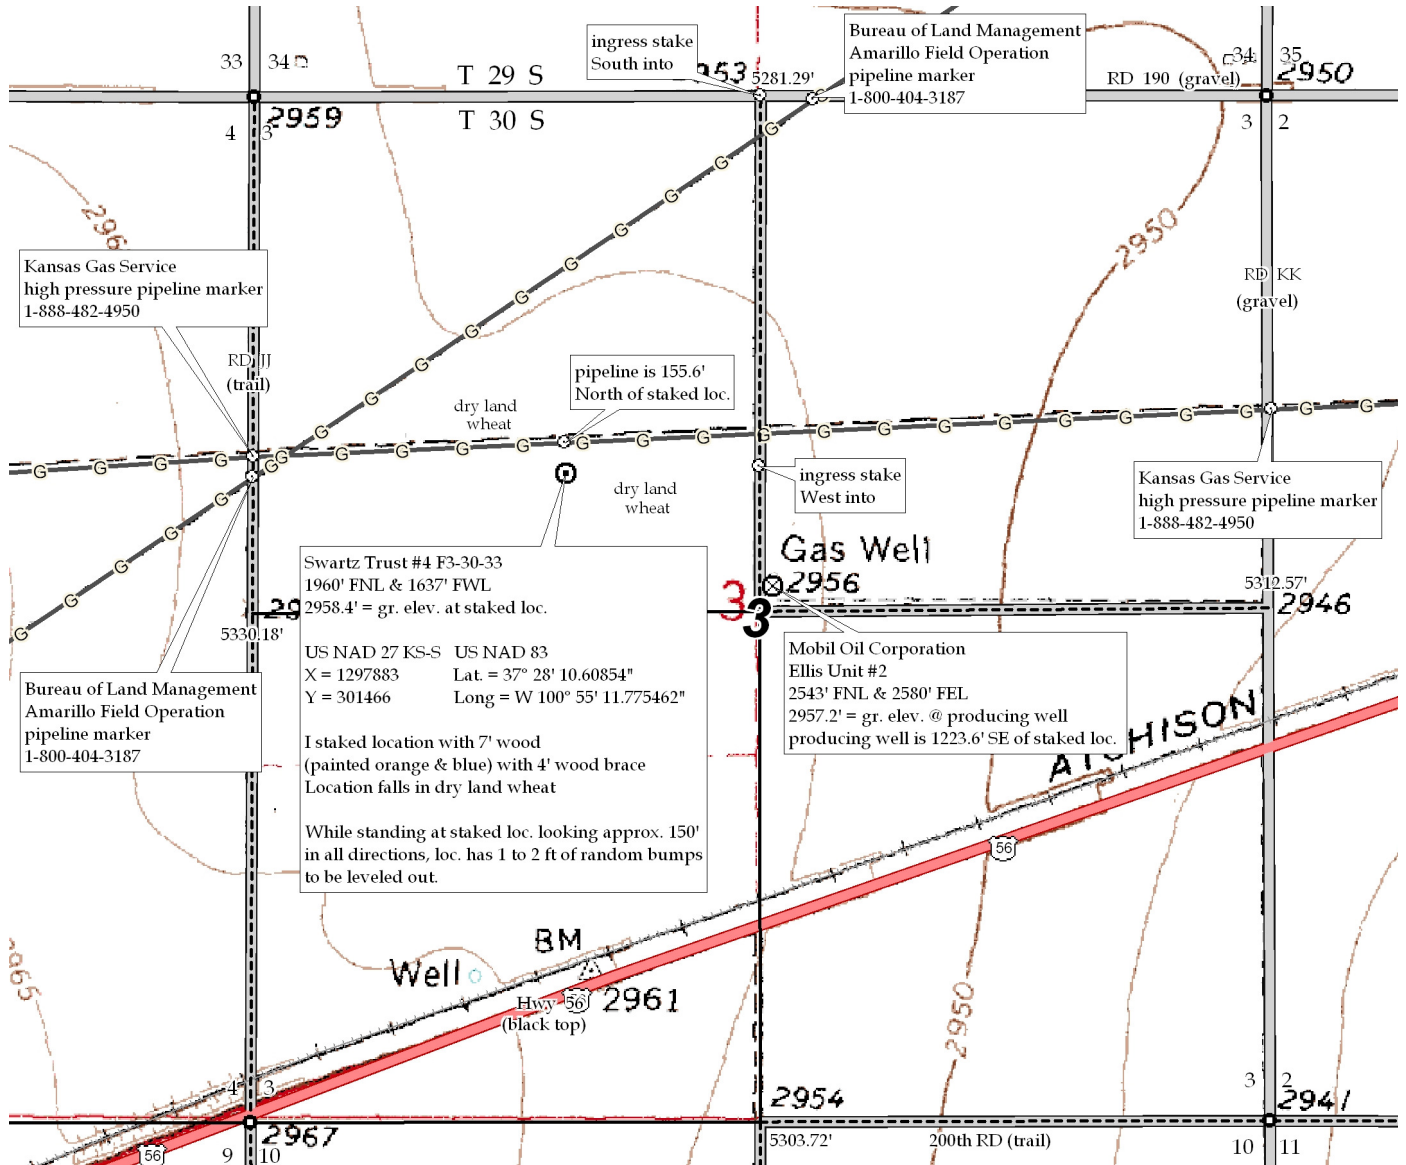 ingress stake
South into
953
5281.29'
Bureau of Land Management
Amarillo Field Operation
pipeline marker
1-800-404-3187
33
34
T 29 S
T 30 S
RD 190 (gravel)
34
35
2950
4
3
2959
3
2
296
2950
Kansas Gas Service
high pressure pipeline marker
1-888-482-4950
RD KK
(gravel)
RD JJ
(trail)
pipeline is 155.6'
North of staked loc.
dry land
wheat
G
ingress stake
West into
dry land
wheat
Kansas Gas Service
high pressure pipeline marker
1-888-482-4950
Gas Well
2956
Swartz Trust #4 F3-30-33
1960' FNL & 1637' FWL
2958.4' = gr. elev. at staked loc.
US NAD 27 KS-S US NAD 83
X = 1297883 Lat. = 37° 28' 10.60854"
Y = 301466 Long = W 100° 55' 11.775462"
I staked location with 7' wood
(painted orange & blue) with 4' wood brace
Location falls in dry land wheat
While standing at staked loc. looking approx. 150'
in all directions, loc. has 1 to 2 ft of random bumps
to be leveled out.
29
5330.18'
3
3
5312.57'
2946
Mobil Oil Corporation
Ellis Unit #2
2543' FNL & 2580' FEL
2957.2' = gr. elev. @ producing well
producing well is 1223.6' SE of staked loc.
Bureau of Land Management
Amarillo Field Operation
pipeline marker
1-800-404-3187
ATCHISON
56
BM
Well
2961
Hwy 56
(black top)
2965
2950
4
3
2967
9
10
56
2954
5303.72'
200th RD (trail)
3
2
2941
10
11